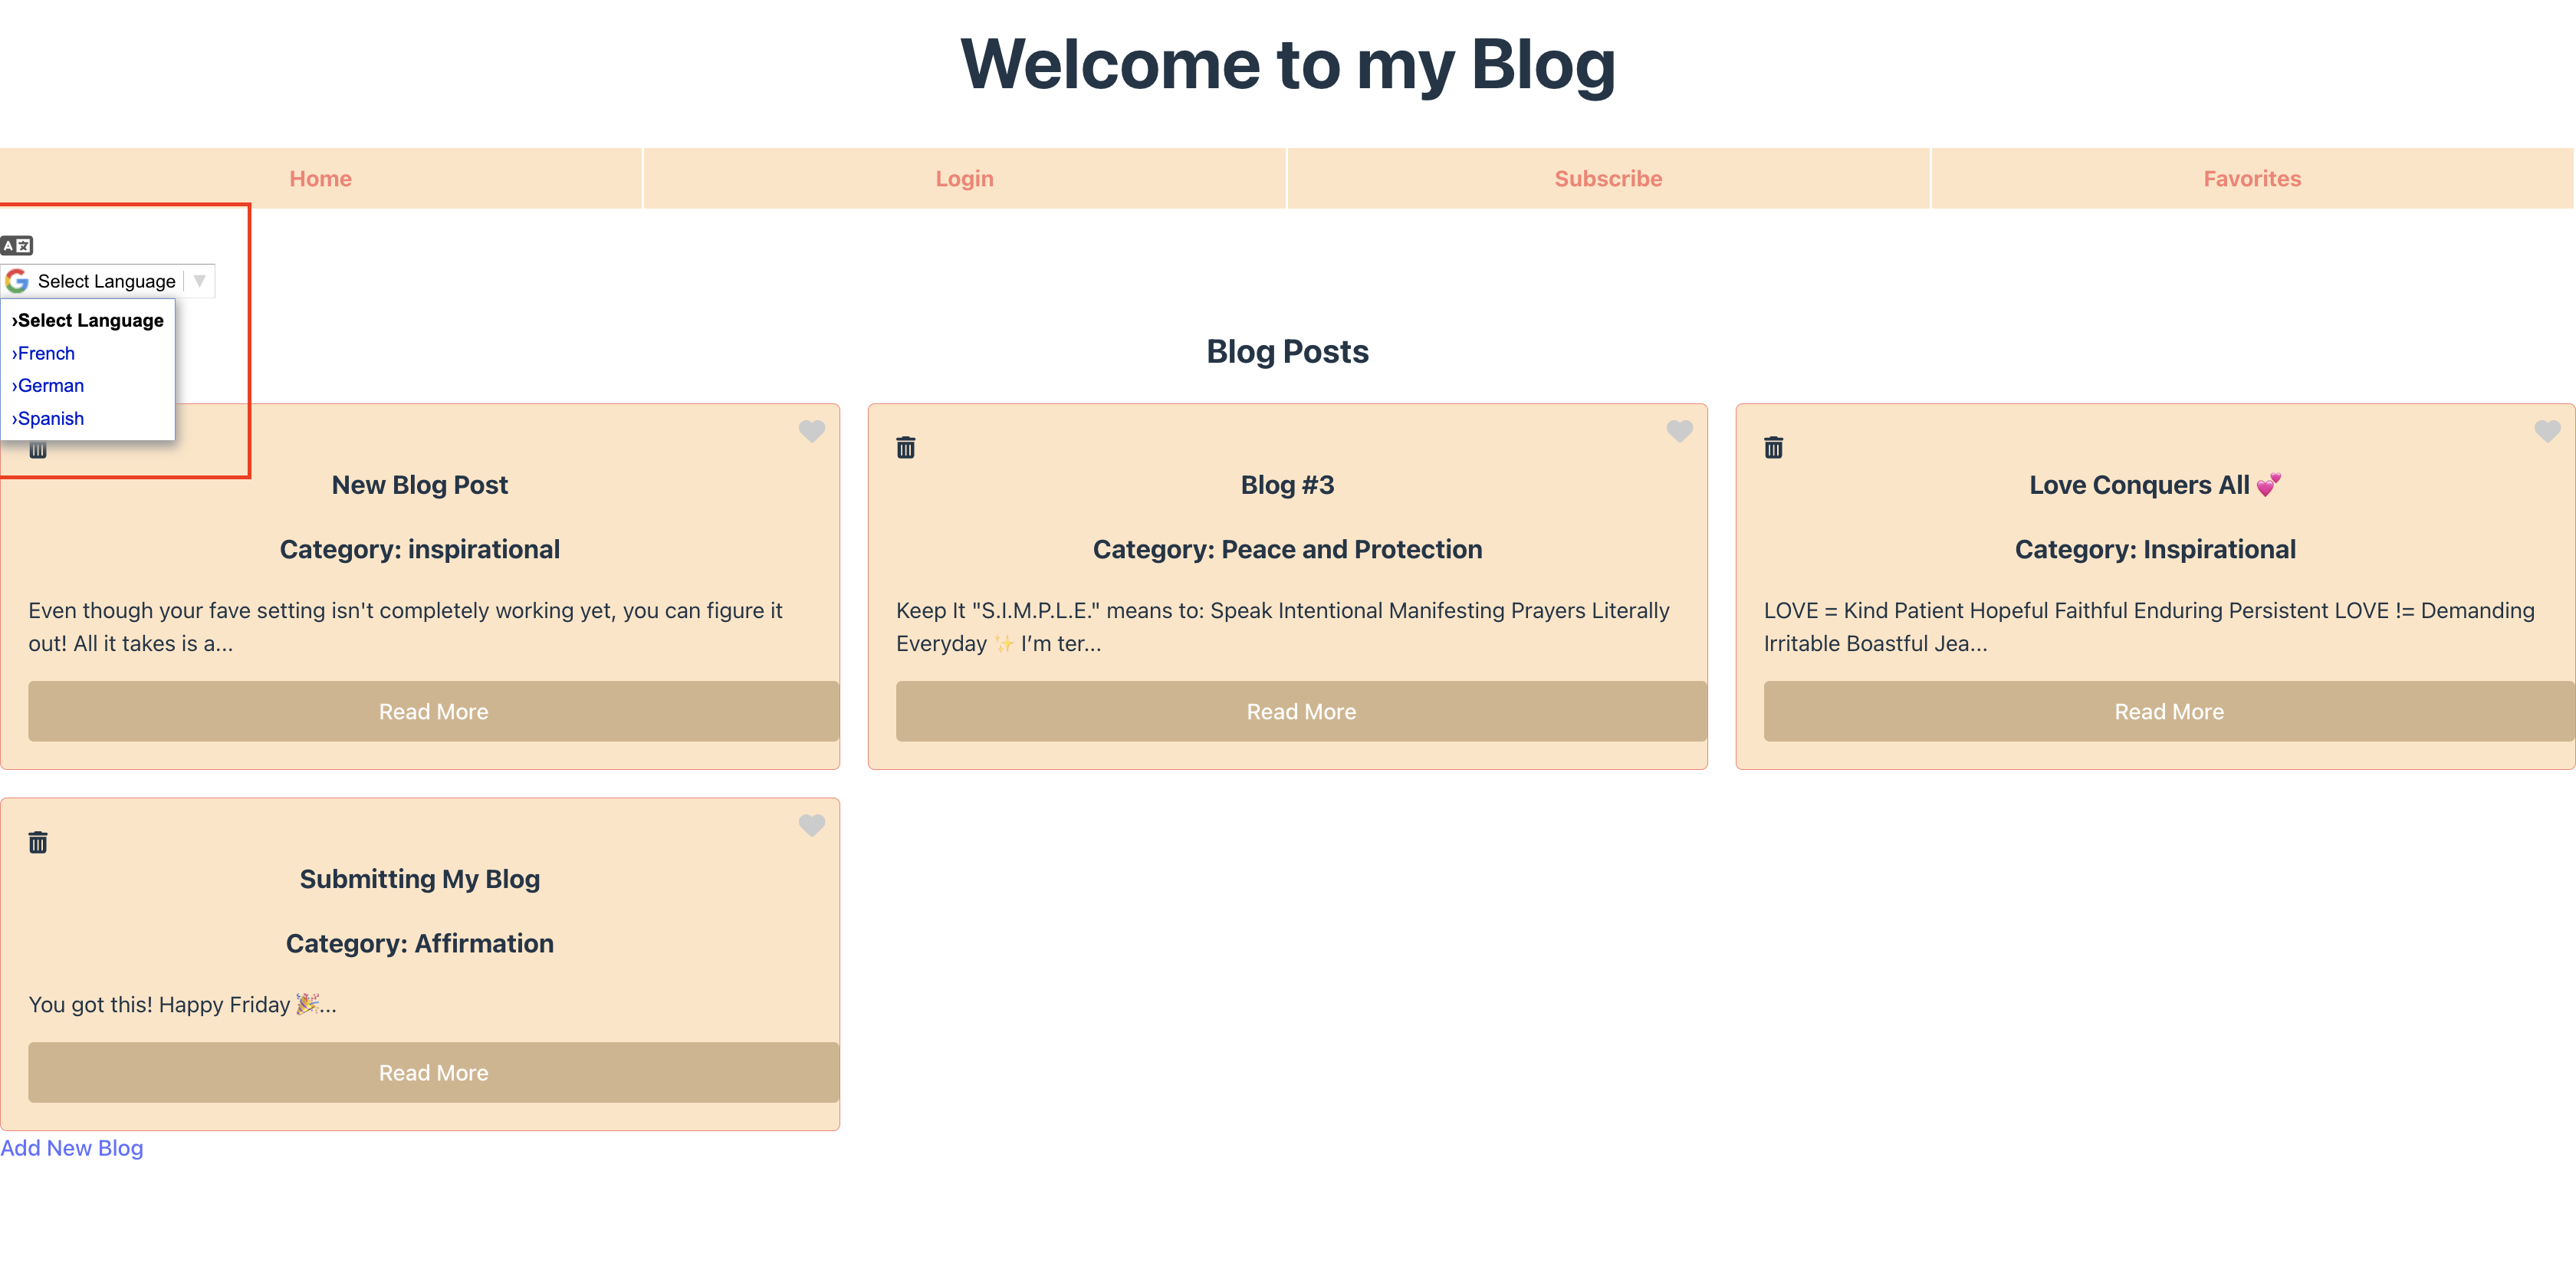 Welcome to my Blog
Home
Login
Subscribe
Favorites
A 文
G Select Language ▼
›Select Language
›French
›German
›Spanish
Blog Posts
New Blog Post
Category: inspirational
Even though your fave setting isn't completely working yet, you can figure it
out! All it takes is a...
Read More
Blog #3
Category: Peace and Protection
Keep It "S.I.M.P.L.E." means to: Speak Intentional Manifesting Prayers Literally
Everyday ✨ I’m ter...
Read More
Love Conquers All 💕
Category: Inspirational
LOVE = Kind Patient Hopeful Faithful Enduring Persistent LOVE != Demanding
Irritable Boastful Jea...
Read More
Submitting My Blog
Category: Affirmation
You got this! Happy Friday 🎉...
Read More
Add New Blog